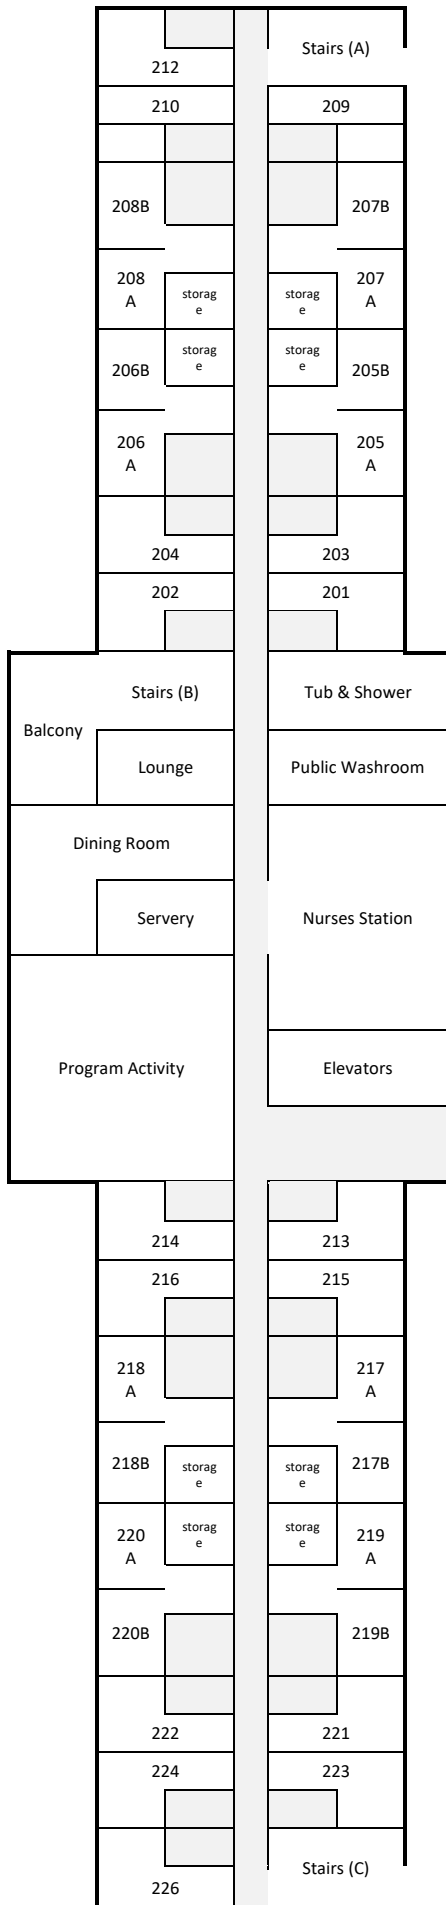 Stairs (A)
212
210
209
208B
207B
208
A
207
A
storag
e
storag
e
storag
e
storag
e
206B
205B
206
A
205
A
204
203
202
201
Stairs (B)
Tub & Shower
Balcony
Lounge
Public Washroom
Dining Room
Servery
Nurses Station
Program Activity
Elevators
214
213
216
215
218
A
217
A
218B
217B
storag
e
storag
e
220
A
219
A
storag
e
storag
e
220B
219B
222
221
224
223
Stairs (C)
226